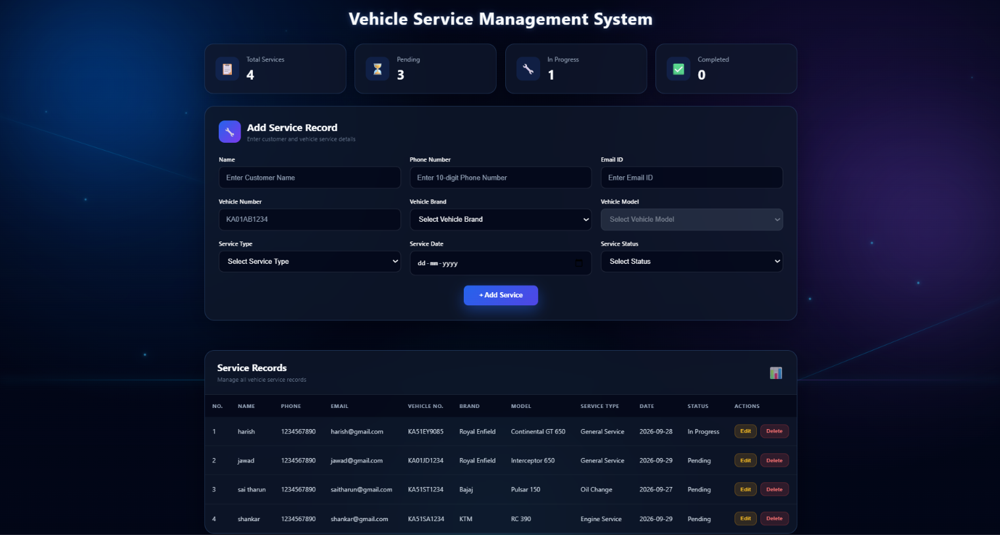 Vehicle Service Management System
Total Services
4
Pending
3
In Progress
1
Completed
0
Add Service Record
Enter customer and vehicle service details
Name
Phone Number
Email ID
Enter Customer Name
Enter 10-digit Phone Number
Enter Email ID
Vehicle Number
Vehicle Brand
Vehicle Model
KA01AB1234
Select Vehicle Brand
Select Vehicle Model
Service Type
Service Date
Service Status
Select Service Type
dd-mm-yyyy
Select Status
+ Add Service
Service Records
Manage all vehicle service records
NO. NAME PHONE EMAIL VEHICLE NO. BRAND MODEL SERVICE TYPE DATE STATUS ACTIONS
1 harish 1234567890 harish@gmail.com KA51EY9085 Royal Enfield Continental GT 650 General Service 2026-09-28 In Progress Edit Delete
2 jawad 1234567890 jawad@gmail.com KA01JD1234 Royal Enfield Interceptor 650 General Service 2026-09-29 Pending Edit Delete
3 sai tharun 1234567890 saitharun@gmail.com KA51ST1234 Bajaj Pulsar 150 Oil Change 2026-09-27 Pending Edit Delete
4 shankar 1234567890 shankar@gmail.com KA51SA1234 KTM RC 390 Engine Service 2026-09-29 Pending Edit Delete